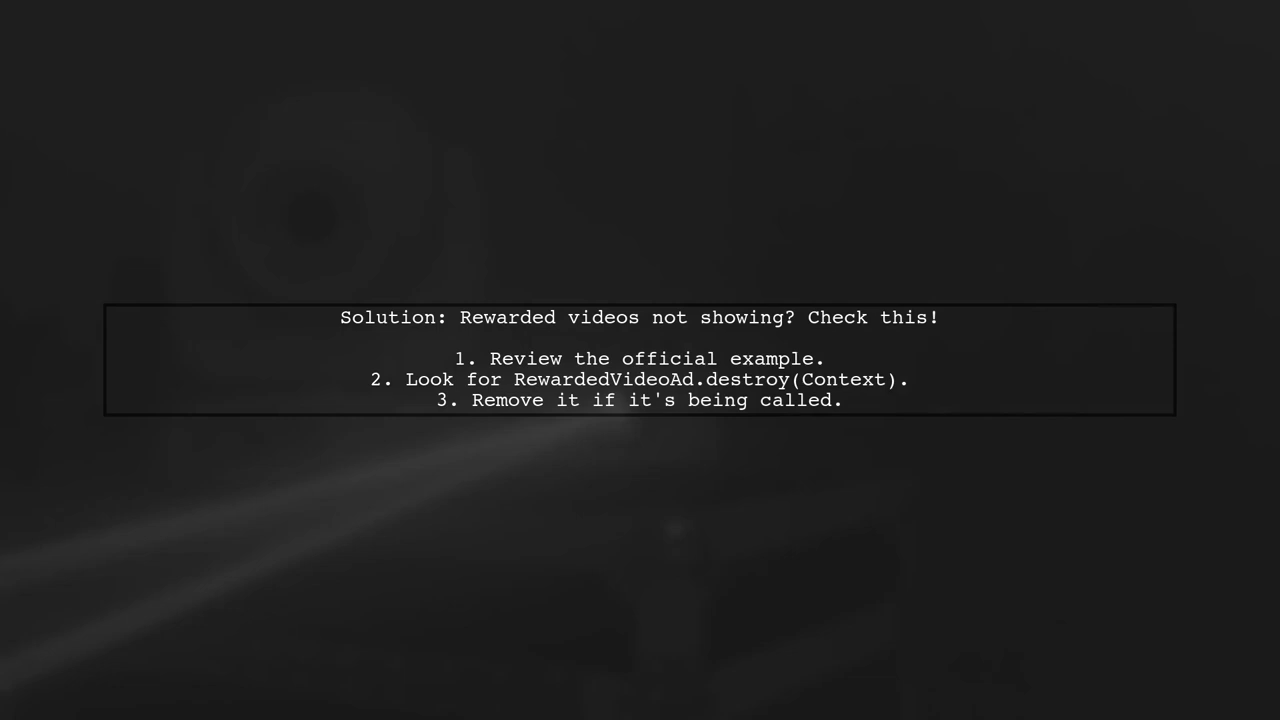 Solution: Rewarded videos not showing? Check this!
1. Review the official example.
2. Look for RewardedVideoAd.destroy(Context).
3. Remove it if it's being called.